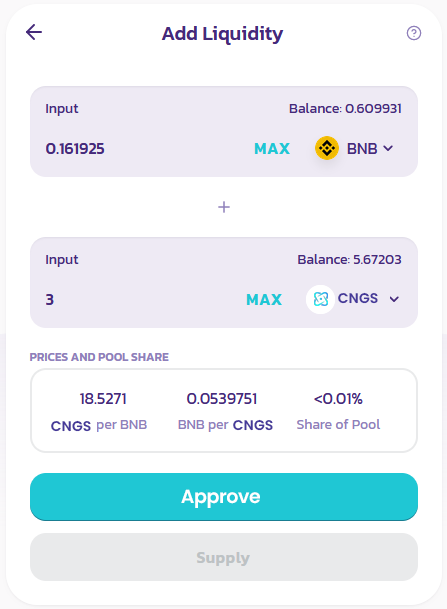 Add Liquidity
Input Balance: 0.609931
0.161925 MAX BNB
+
Input Balance: 5.67203
3 MAX CNGS
PRICES AND POOL SHARE
18.5271 0.0539751 <0.01%
CNGS per BNB BNB per CNGS Share of Pool
Approve
Supply